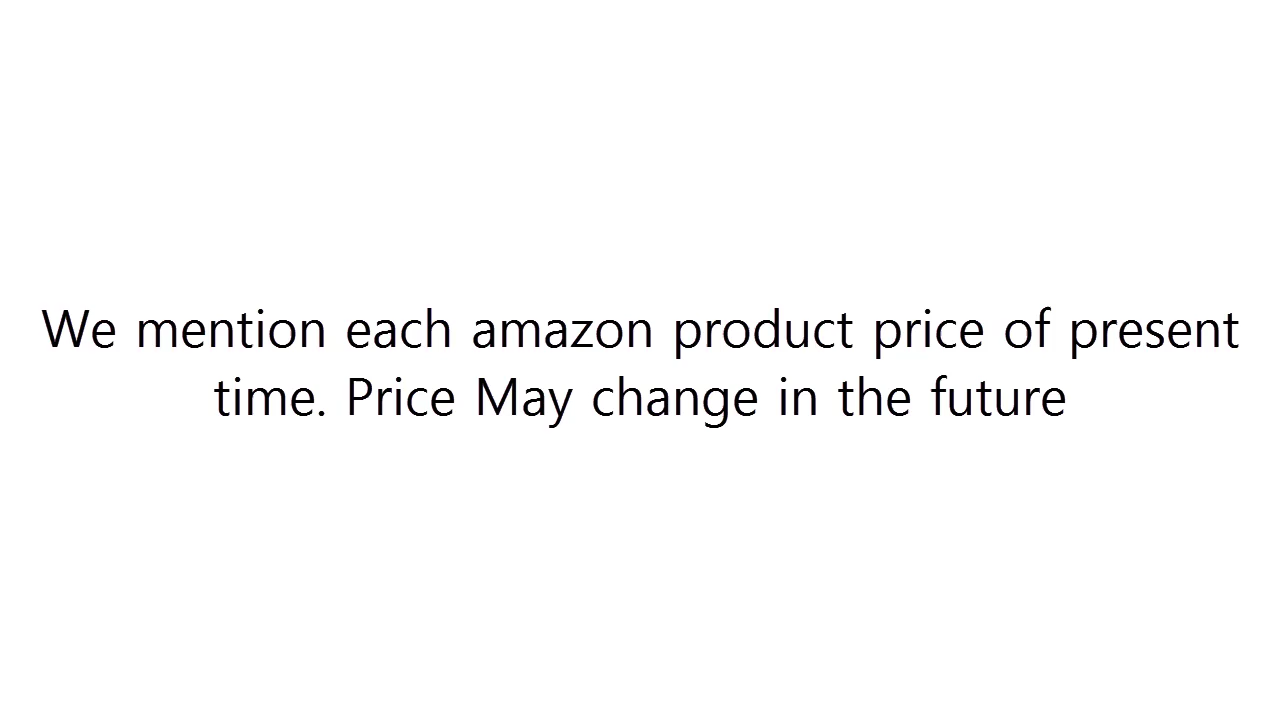 We mention each amazon product price of present
time. Price May change in the future